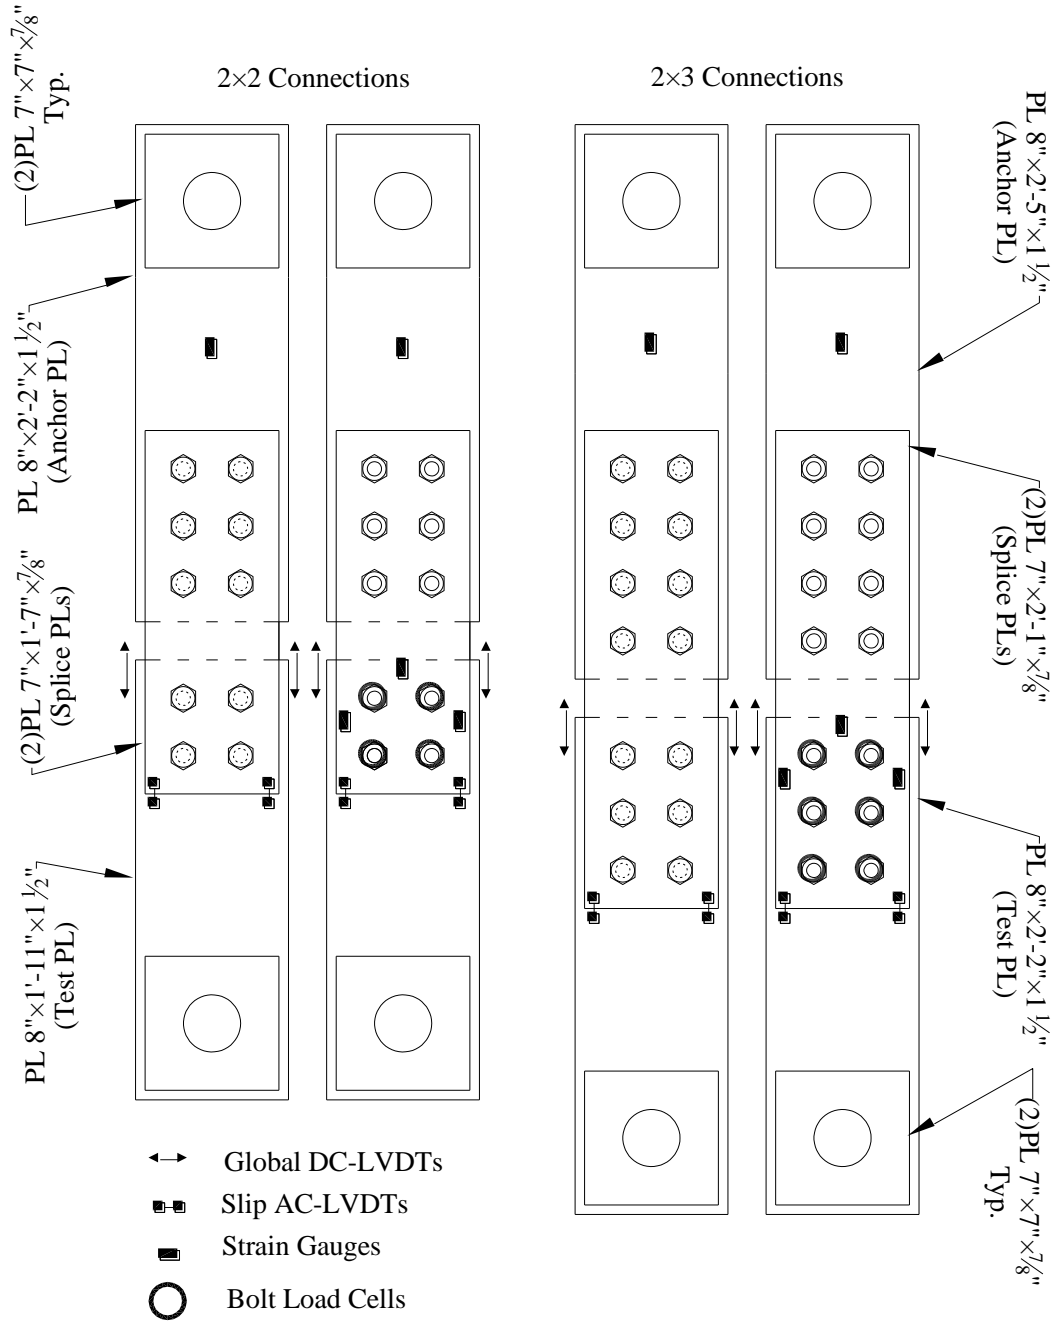 2×2 Connections
2×3 Connections
(2)PL 7"×7"×7⁄8"
Typ.
PL 8"×2'-2"×1 1⁄2"
(Anchor PL)
(2)PL 7"×1'-7"×7⁄8"
(Splice PLs)
PL 8"×1'-11"×1 1⁄2"
(Test PL)
PL 8"×2'-5"×1 1⁄2"
(Anchor PL)
(2)PL 7"×2'-1"×7⁄8"
(Splice PLs)
PL 8"×2'-2"×1 1⁄2"
(Test PL)
(2)PL 7"×7"×7⁄8"
Typ.
Global DC-LVDTs
Slip AC-LVDTs
Strain Gauges
Bolt Load Cells